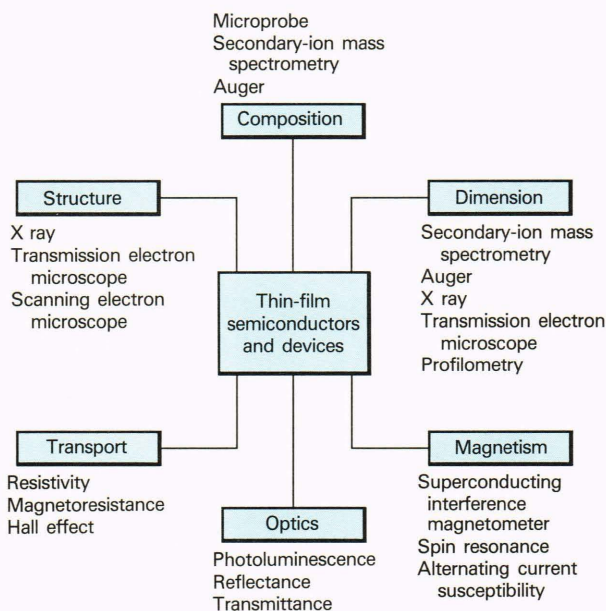 Microprobe
Secondary-ion mass
spectrometry
Auger
Composition
Structure
X ray
Transmission electron
microscope
Scanning electron
microscope
Dimension
Secondary-ion mass
spectrometry
Auger
X ray
Transmission electron
microscope
Profilometry
Thin-film
semiconductors
and devices
Transport
Resistivity
Magnetoresistance
Hall effect
Optics
Photoluminescence
Reflectance
Transmittance
Magnetism
Superconducting
interference
magnetometer
Spin resonance
Alternating current
susceptibility